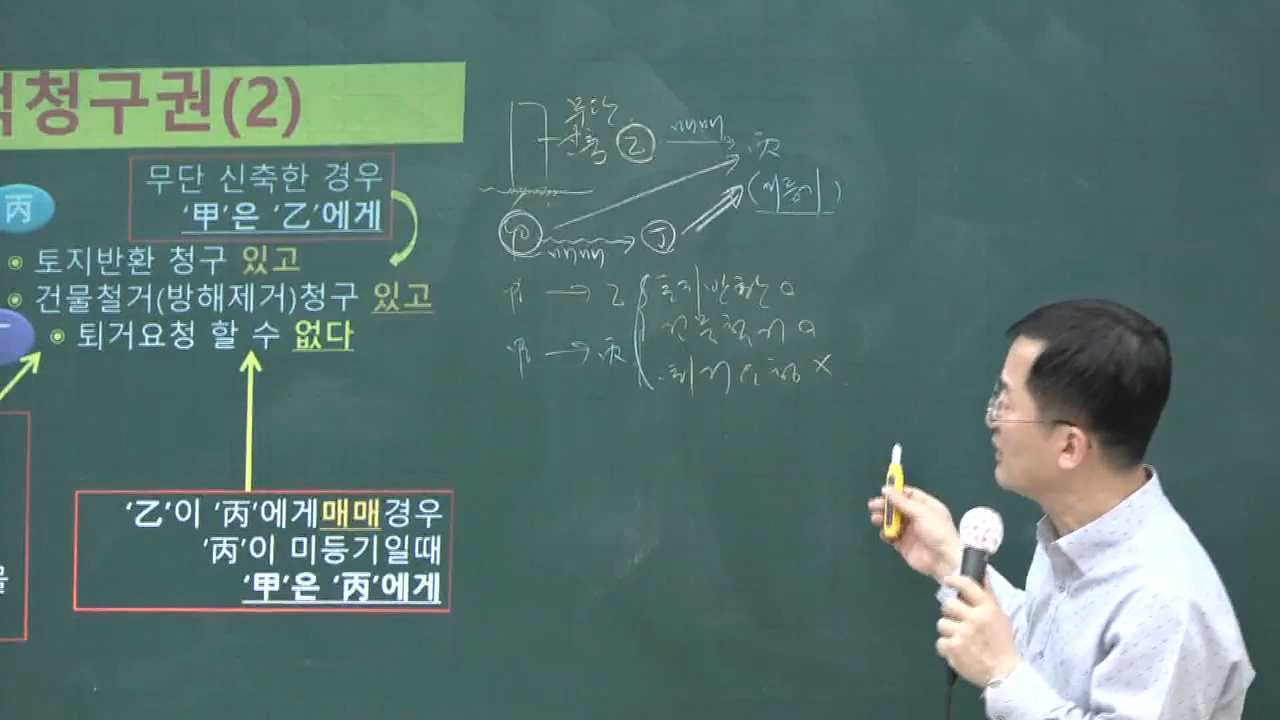 청구권(2)
丙
무단 신축한 경우
‘甲’은 ‘乙’에게
토지반환 청구 있고
건물철거(방해제거)청구 있고
퇴거요청 할 수 없다
‘乙’이 ‘丙’에게매매경우
‘丙’이 미등기일때
‘甲’은 ‘丙’에게
무단
신축 乙 매매 丙
(미등기)
甲 매매 丁
甲 → 乙 토지반환 O
건물철거 O
甲 → 丙 퇴거요청 X